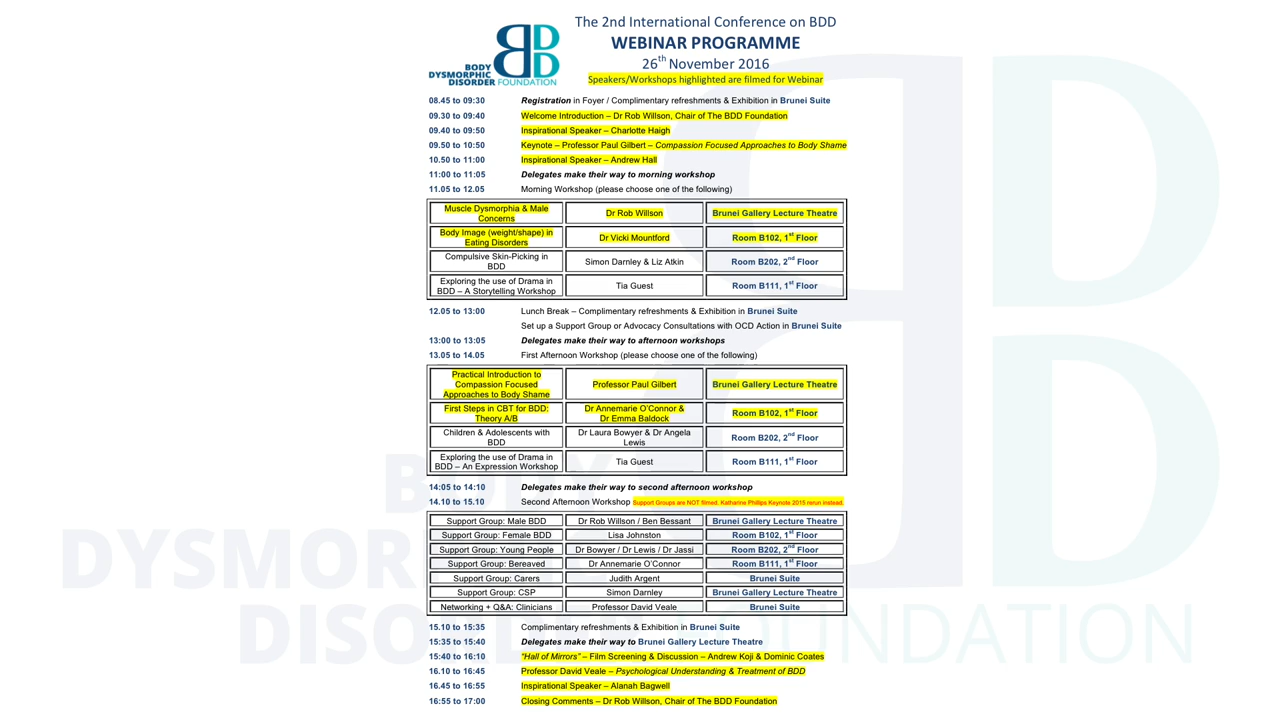 The 2nd International Conference on BDD
WEBINAR PROGRAMME
26th November 2016
Speakers/Workshops highlighted are filmed for Webinar
BODY
DYSMORPHIC
DISORDER FOUNDATION
08.45 to 09:30 Registration in Foyer / Complimentary refreshments & Exhibition in Brunei Suite
09.30 to 09:40 Welcome Introduction – Dr Rob Willson, Chair of The BDD Foundation
09.40 to 09:50 Inspirational Speaker – Charlotte Haigh
09.50 to 10:50 Keynote – Professor Paul Gilbert – Compassion Focused Approaches to Body Shame
10.50 to 11:00 Inspirational Speaker – Andrew Hall
11:00 to 11:05 Delegates make their way to morning workshop
11.05 to 12.05 Morning Workshop (please choose one of the following)
Muscle Dysmorphia & Male
Concerns
Dr Rob Willson
Brunei Gallery Lecture Theatre
Body Image (weight/shape) in
Eating Disorders
Dr Vicki Mountford
Room B102, 1st Floor
Compulsive Skin-Picking in
BDD
Simon Darnley & Liz Atkin
Room B202, 2nd Floor
Exploring the use of Drama in
BDD – A Storytelling Workshop
Tia Guest
Room B111, 1st Floor
12.05 to 13:00 Lunch Break – Complimentary refreshments & Exhibition in Brunei Suite
Set up a Support Group or Advocacy Consultations with OCD Action in Brunei Suite
13:00 to 13:05 Delegates make their way to afternoon workshops
13.05 to 14.05 First Afternoon Workshop (please choose one of the following)
Practical Introduction to
Compassion Focused
Approaches to Body Shame
Professor Paul Gilbert
Brunei Gallery Lecture Theatre
First Steps in CBT for BDD:
Theory A/B
Dr Annemarie O'Connor &
Dr Emma Baldock
Room B102, 1st Floor
Children & Adolescents with
BDD
Dr Laura Bowyer & Dr Angela
Lewis
Room B202, 2nd Floor
Exploring the use of Drama in
BDD – An Expression Workshop
Tia Guest
Room B111, 1st Floor
14:05 to 14:10 Delegates make their way to second afternoon workshop
14.10 to 15.10 Second Afternoon Workshop Support Groups are NOT filmed. Katharine Phillips Keynote 2015 rerun instead.
Support Group: Male BDD Dr Rob Willson / Ben Bessant Brunei Gallery Lecture Theatre
Support Group: Female BDD Lisa Johnston Room B102, 1st Floor
Support Group: Young People Dr Bowyer / Dr Lewis / Dr Jassi Room B202, 2nd Floor
Support Group: Bereaved Dr Annemarie O'Connor Room B111, 1st Floor
Support Group: Carers Judith Argent Brunei Suite
Support Group: CSP Simon Darnley Brunei Gallery Lecture Theatre
Networking + Q&A: Clinicians Professor David Veale Brunei Suite
15.10 to 15:35 Complimentary refreshments & Exhibition in Brunei Suite
15:35 to 15:40 Delegates make their way to Brunei Gallery Lecture Theatre
15:40 to 16:10 "Hall of Mirrors" – Film Screening & Discussion – Andrew Koji & Dominic Coates
16.10 to 16:45 Professor David Veale – Psychological Understanding & Treatment of BDD
16.45 to 16:55 Inspirational Speaker – Alanah Bagwell
16:55 to 17:00 Closing Comments – Dr Rob Willson, Chair of The BDD Foundation